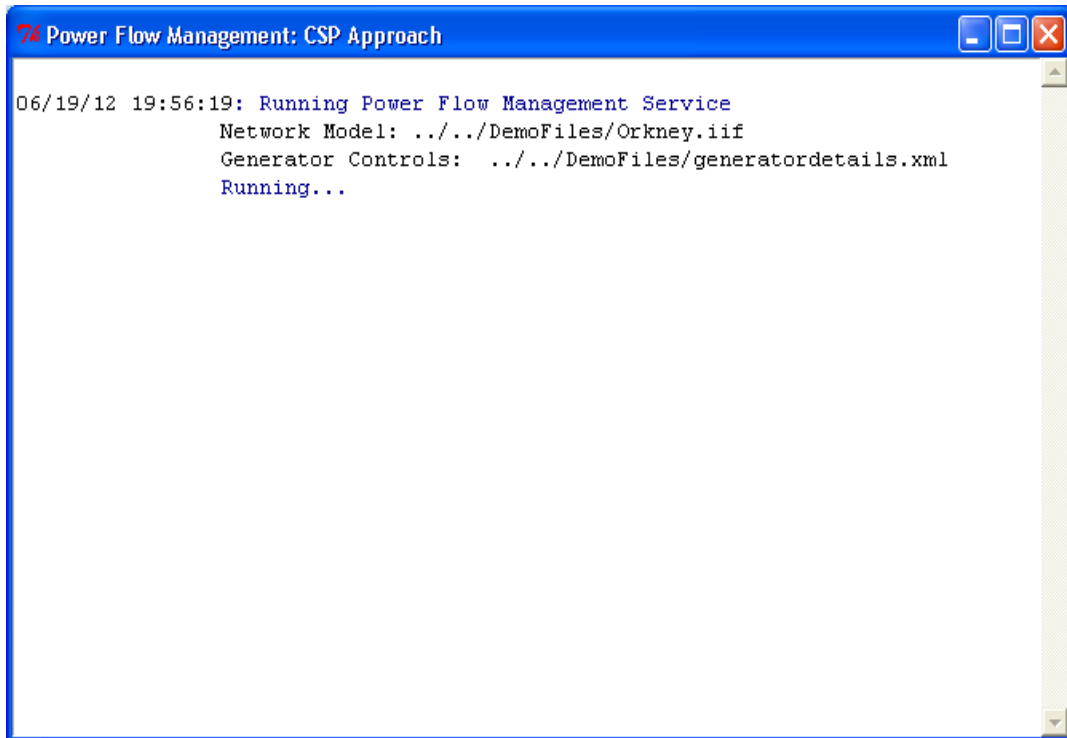 Power Flow Management: CSP Approach
06/19/12 19:56:19: Running Power Flow Management Service
Network Model: ../../DemoFiles/Orkney.iif
Generator Controls:  ../../DemoFiles/generatordetails.xml
Running...